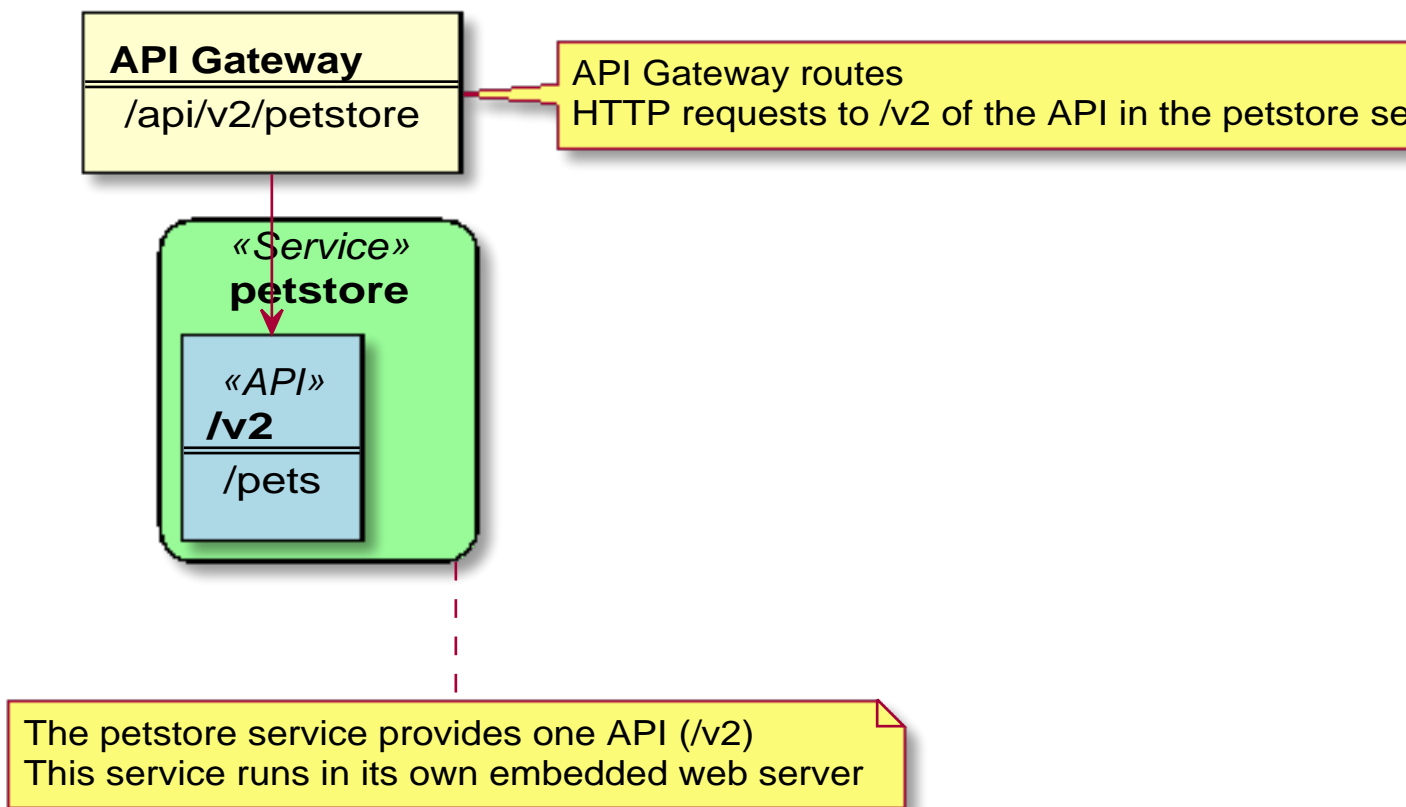 API Gateway
/api/v2/petstore
API Gateway routes
HTTP requests to /v2 of the API in the petstore
«Service»
petstore
«API»
/v2
/pets
The petstore service provides one API (/v2)
This service runs in its own embedded web server